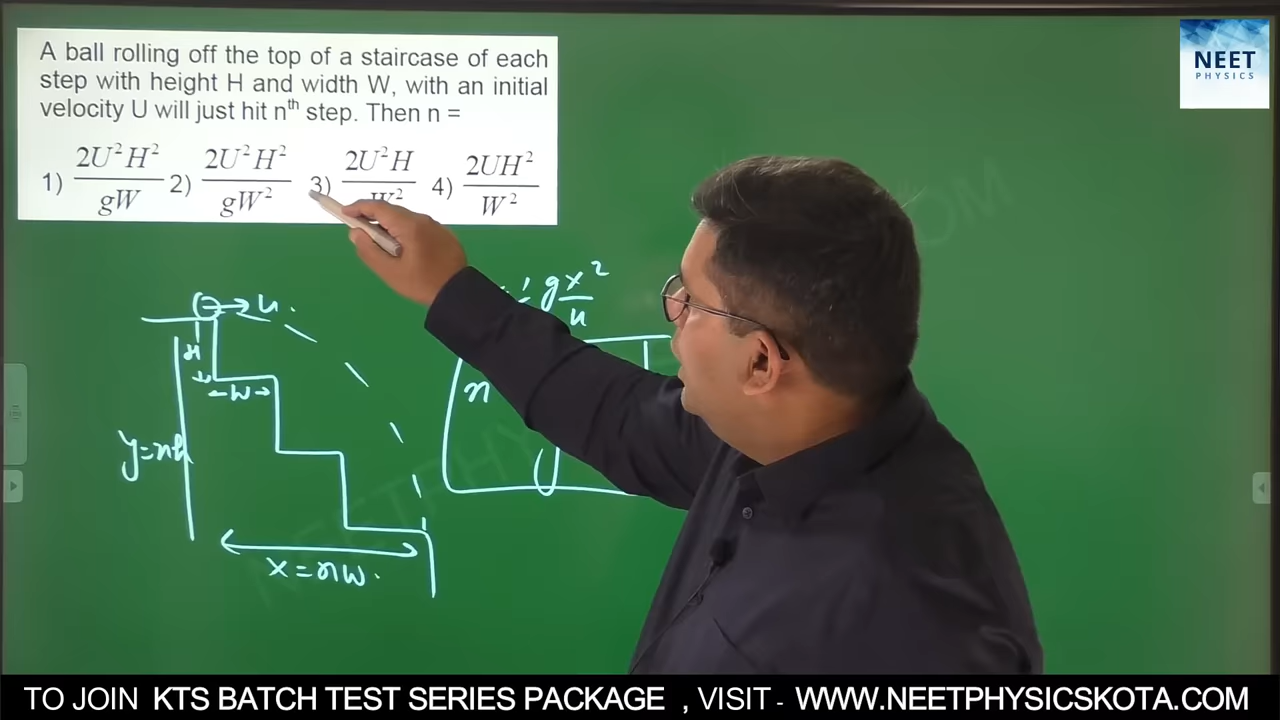 A ball rolling off the top of a staircase of each
step with height H and width W, with an initial
velocity U will just hit nth step. Then n =
1) 2U²H²/gW 2) 2U²H²/gW² 3) 2U²H/W² 4) 2UH²/W²
NEET
PHYSICS
u.
gx²/u
H
W
n
y=nh
x=nw.
TO JOIN KTS BATCH TEST SERIES PACKAGE , VISIT - WWW.NEETPHYSICSKOTA.COM